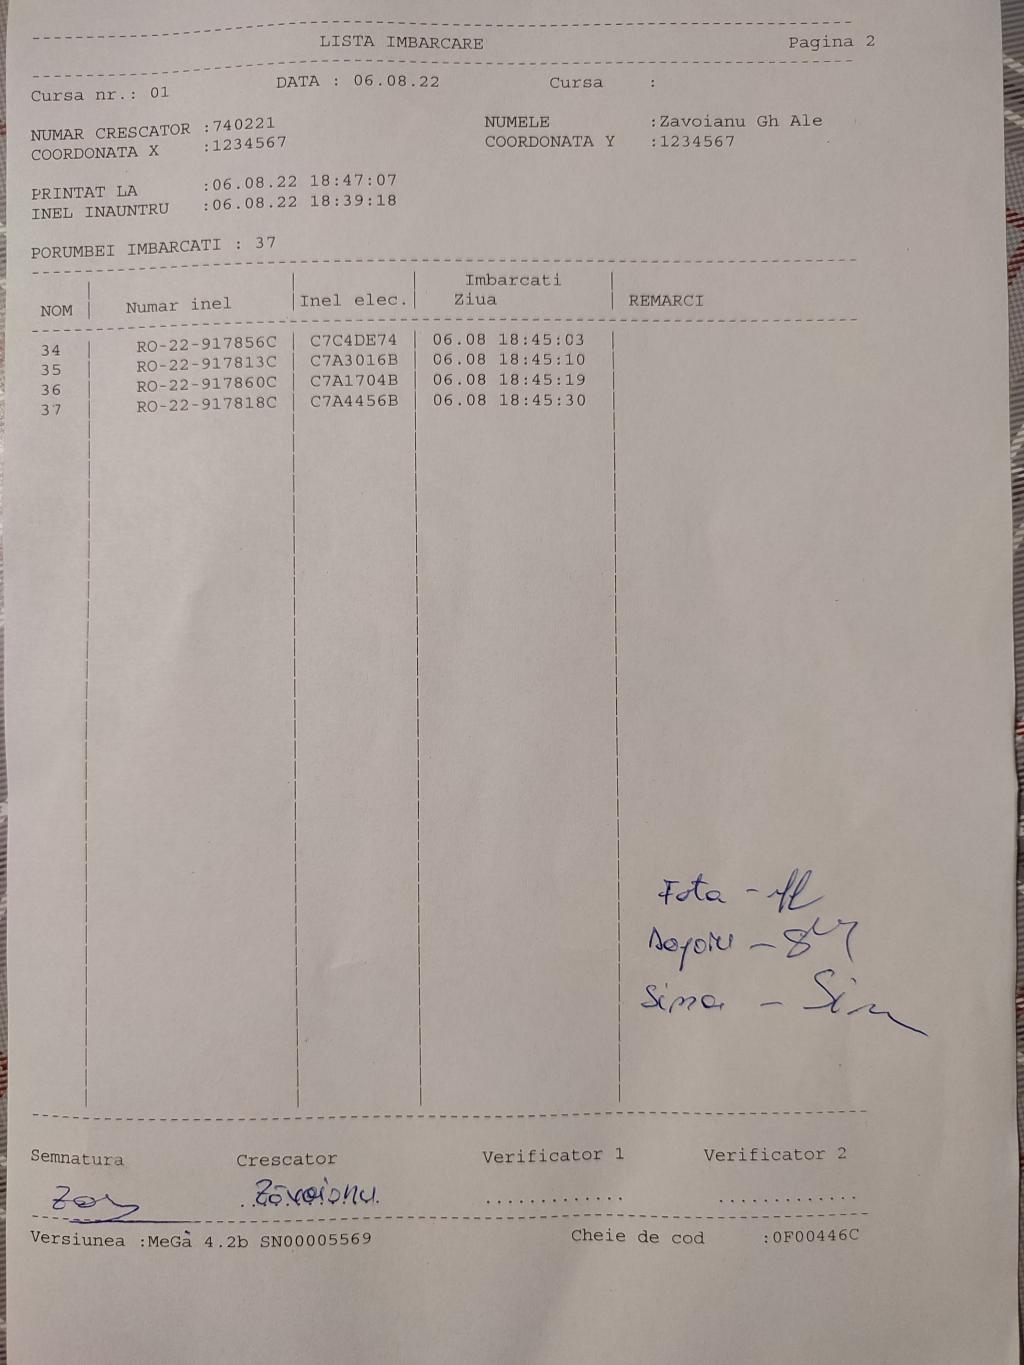 LISTA IMBARCARE Pagina 2
Cursa nr.: 01 DATA : 06.08.22 Cursa :
NUMAR CRESCATOR :740221 NUMELE :Zavoianu Gh Ale
COORDONATA X :1234567 COORDONATA Y :1234567
PRINTAT LA :06.08.22 18:47:07
INEL INAUNTRU :06.08.22 18:39:18
PORUMBEI IMBARCATI : 37
Imbarcati
NOM Numar inel Inel elec. Ziua REMARCI
34 RO-22-917856C C7C4DE74 06.08 18:45:03
35 RO-22-917813C C7A3016B 06.08 18:45:10
36 RO-22-917860C C7A1704B 06.08 18:45:19
37 RO-22-917818C C7A4456B 06.08 18:45:30
Fota -
Sima - Sim
Semnatura Crescator Verificator 1 Verificator 2
Zăvoianu
Versiunea :MeGa 4.2b SN00005569 Cheie de cod :0F00446C